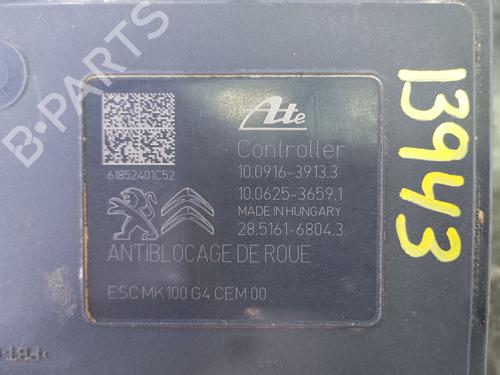 B-PARTS
Ate
61852401C52
Controller
10.0916-3913.3
10.0625-3659.1
MADE IN HUNGARY
28.5161-6804.3
ANTIBLOCAGE DE ROUE
ESC MK100 G4 CEM 00
13943